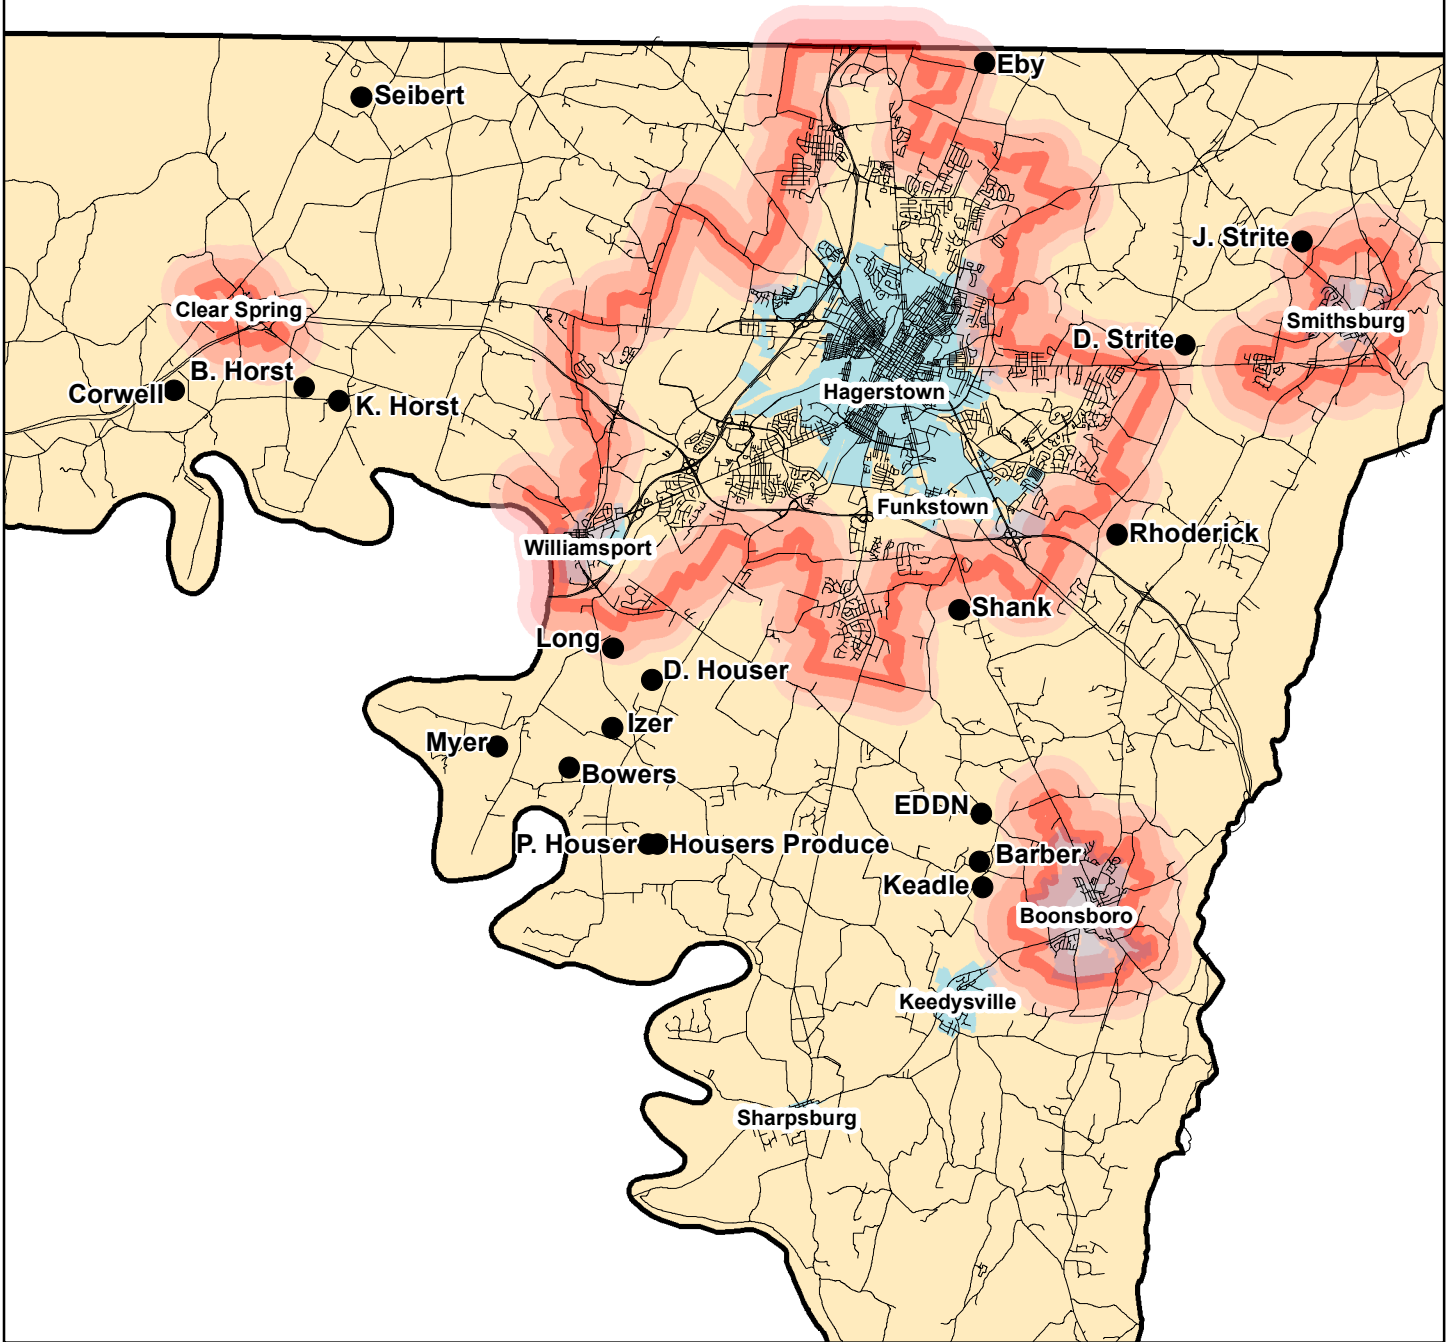 Eby
Seibert
J. Strite
Clear Spring
Smithsburg
D. Strite
B. Horst
Corwell
K. Horst
Hagerstown
Funkstown
Rhoderick
Williamsport
Shank
Long
D. Houser
Izer
Myer
Bowers
EDDN
P. Houser
Housers Produce
Barber
Keadle
Boonsboro
Keedysville
Sharpsburg